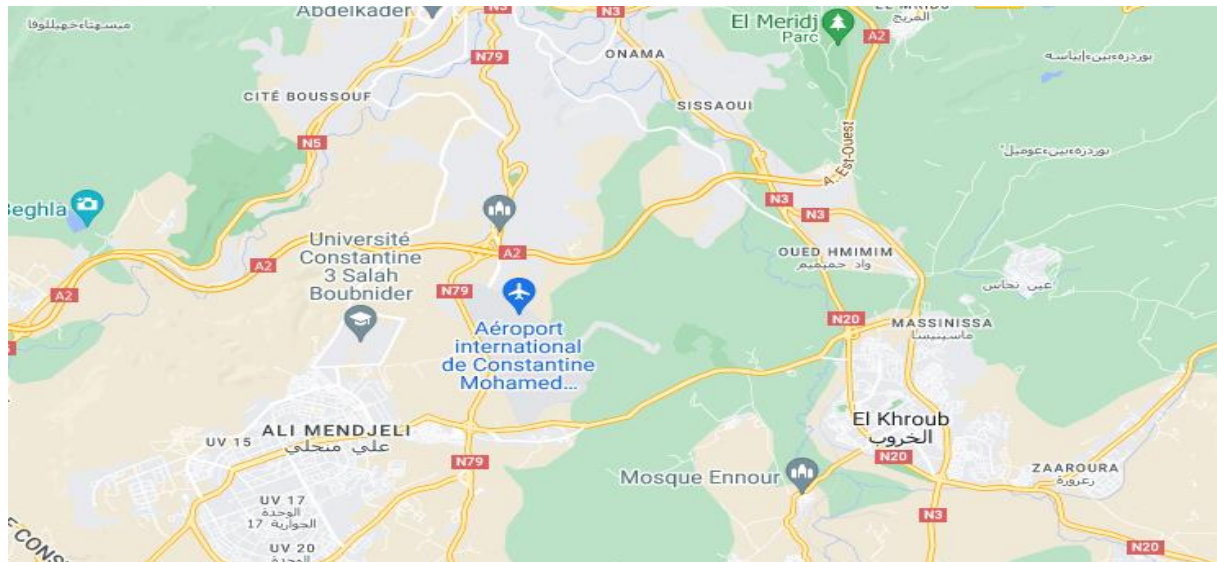 Abdelkader
N3
N3
El Meridj
Parc
A2
المريج
N79
ONAMA
CITÉ BOUSSOUF
SISSAOUI
N5
A. Est-Ouest
Beghla
N3
N3
Université
Constantine
3 Salah
Boubnider
A2
A2
A2
OUED HMIMIM
واد حميميم
عين نحاس
N79
Aéroport
international
de Constantine
Mohamed...
N20
MASSINISSA
ماسينيسا
El Khroub
الخروب
ALI MENDJELI
علي منجلي
UV 15
N79
N20
Mosque Ennour
ZAAROURA
زعرورة
UV 17
الوحدة
الجوارية 17
N3
UV 20
الوحدة
N20